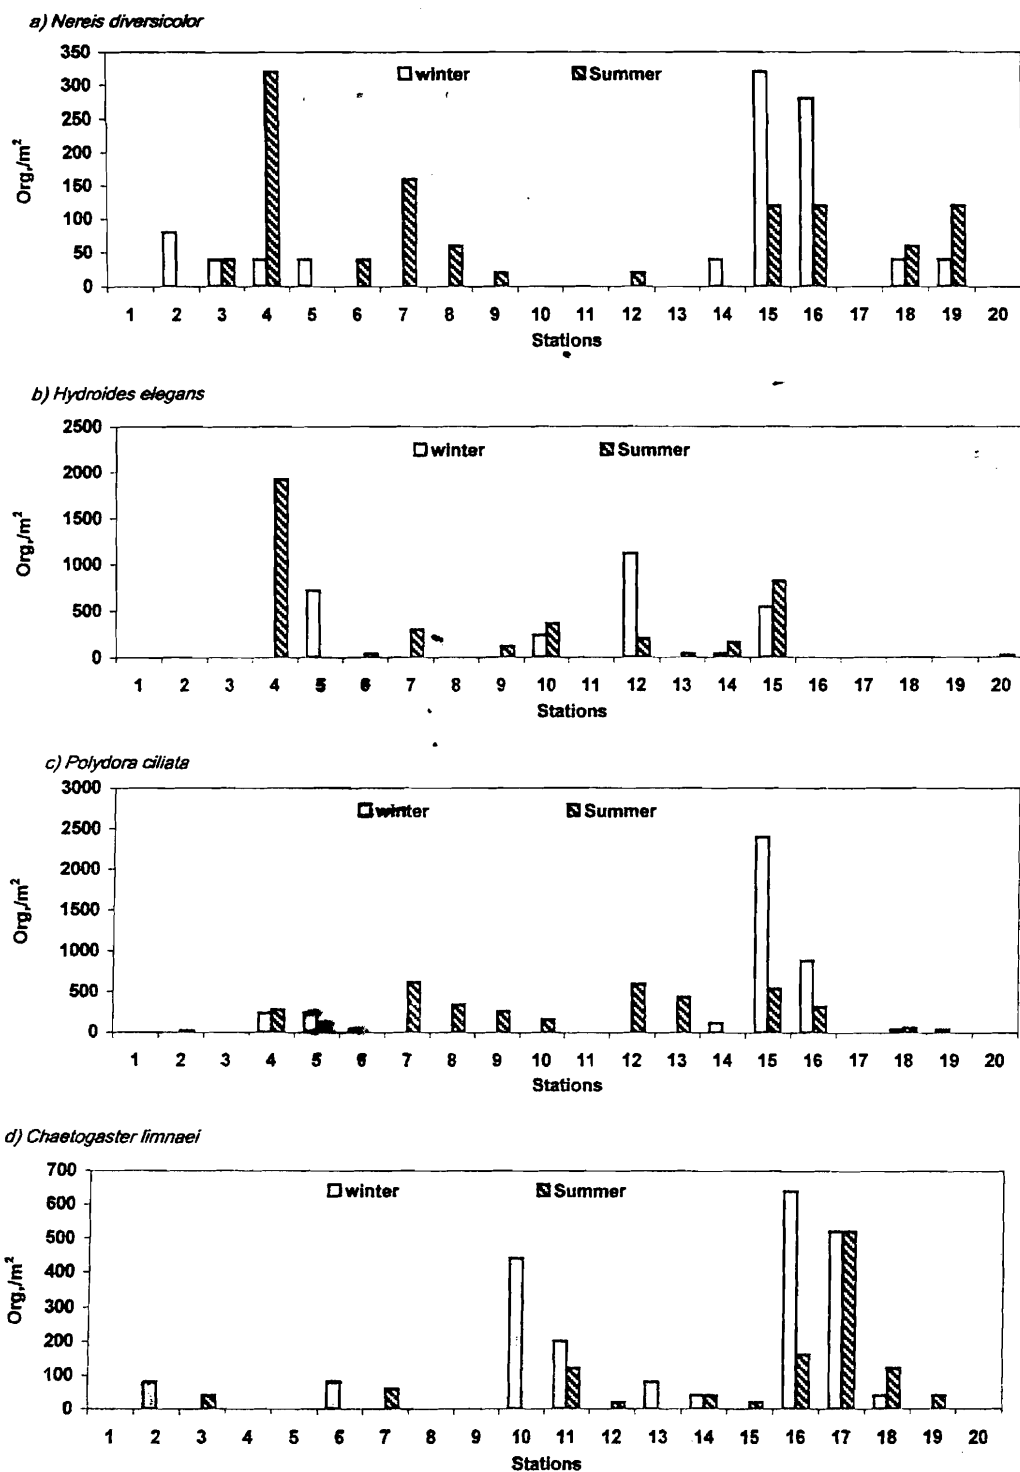 a) Nereis diversicolor
350
winter Summer
300
250
200
Org./m²
150
100
50
0
1 2 3 4 5 6 7 8 9 10 11 12 13 14 15 16 17 18 19 20
Stations
b) Hydroides elegans
2500
winter Summer
2000
1500
Org./m²
1000
500
0
1 2 3 4 5 6 7 8 9 10 11 12 13 14 15 16 17 18 19 20
Stations
c) Polydora ciliata
3000
winter Summer
2500
2000
Org./m²
1500
1000
500
0
1 2 3 4 5 6 7 8 9 10 11 12 13 14 15 16 17 18 19 20
Stations
d) Chaetogaster limnaei
700
winter Summer
600
500
400
Org./m²
300
200
100
0
1 2 3 4 5 6 7 8 9 10 11 12 13 14 15 16 17 18 19 20
Stations